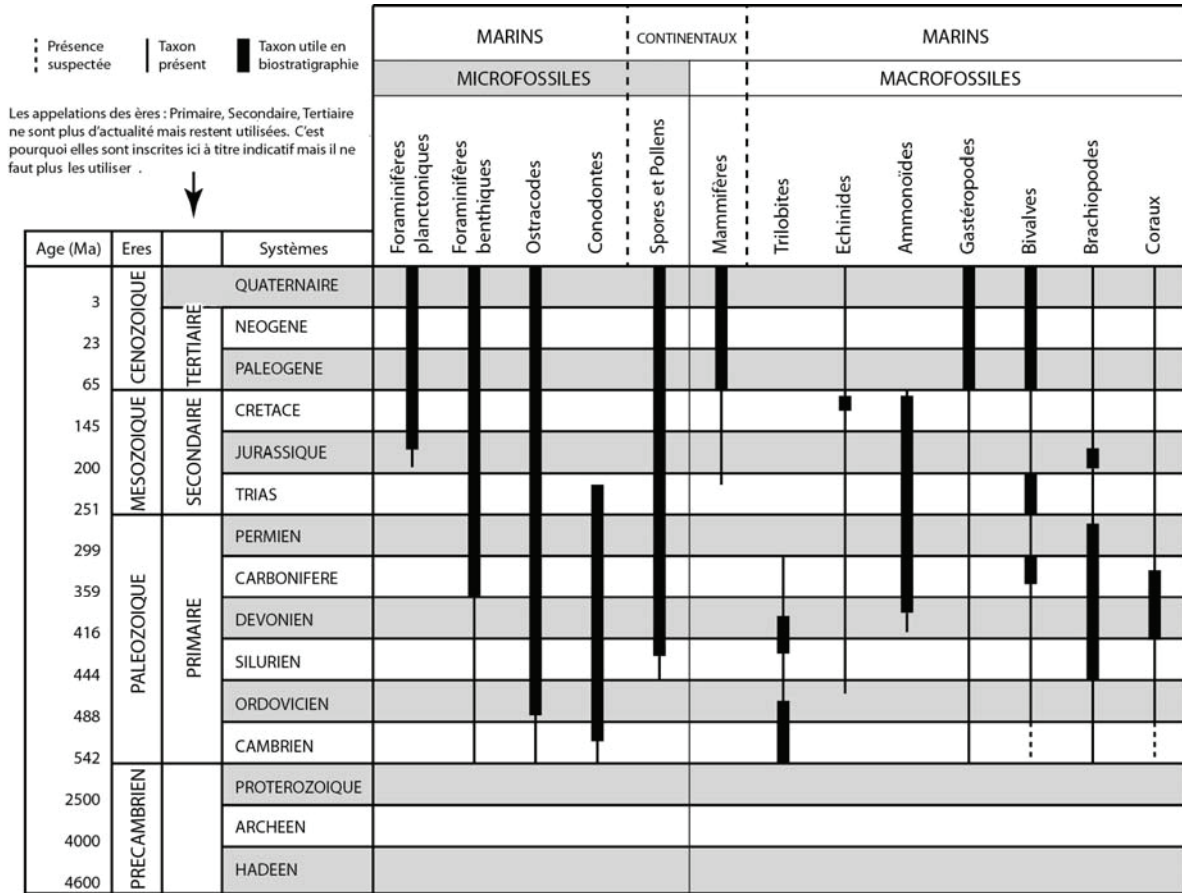 Présence
suspectée
Taxon
présent
Taxon utile en
biostratigraphie
Les appelations des ères : Primaire, Secondaire, Tertiaire
ne sont plus d'actualité mais restent utilisées. C'est
pourquoi elles sont inscrites ici à titre indicatif mais il ne
faut plus les utiliser .
MARINS
CONTINENTAUX
MARINS
MICROFOSSILES
MACROFOSSILES
Foraminifères
planctoniques
Foraminifères
benthiques
Ostracodes
Conodontes
Spores et Pollens
Mammifères
Trilobites
Echinides
Ammonoïdes
Gastéropodes
Bivalves
Brachiopodes
Coraux
Age (Ma)
Eres
Systèmes
CENOZOIQUE
TERTIAIRE
QUATERNAIRE
3
NEOGENE
23
PALEOGENE
65
MESOZOIQUE
SECONDAIRE
CRETACE
145
JURASSIQUE
200
TRIAS
251
PALEOZOIQUE
PRIMAIRE
PERMIEN
299
CARBONIFERE
359
DEVONIEN
416
SILURIEN
444
ORDOVICIEN
488
CAMBRIEN
542
PRECAMBRIEN
PROTEROZOIQUE
2500
ARCHEEN
4000
HADEEN
4600